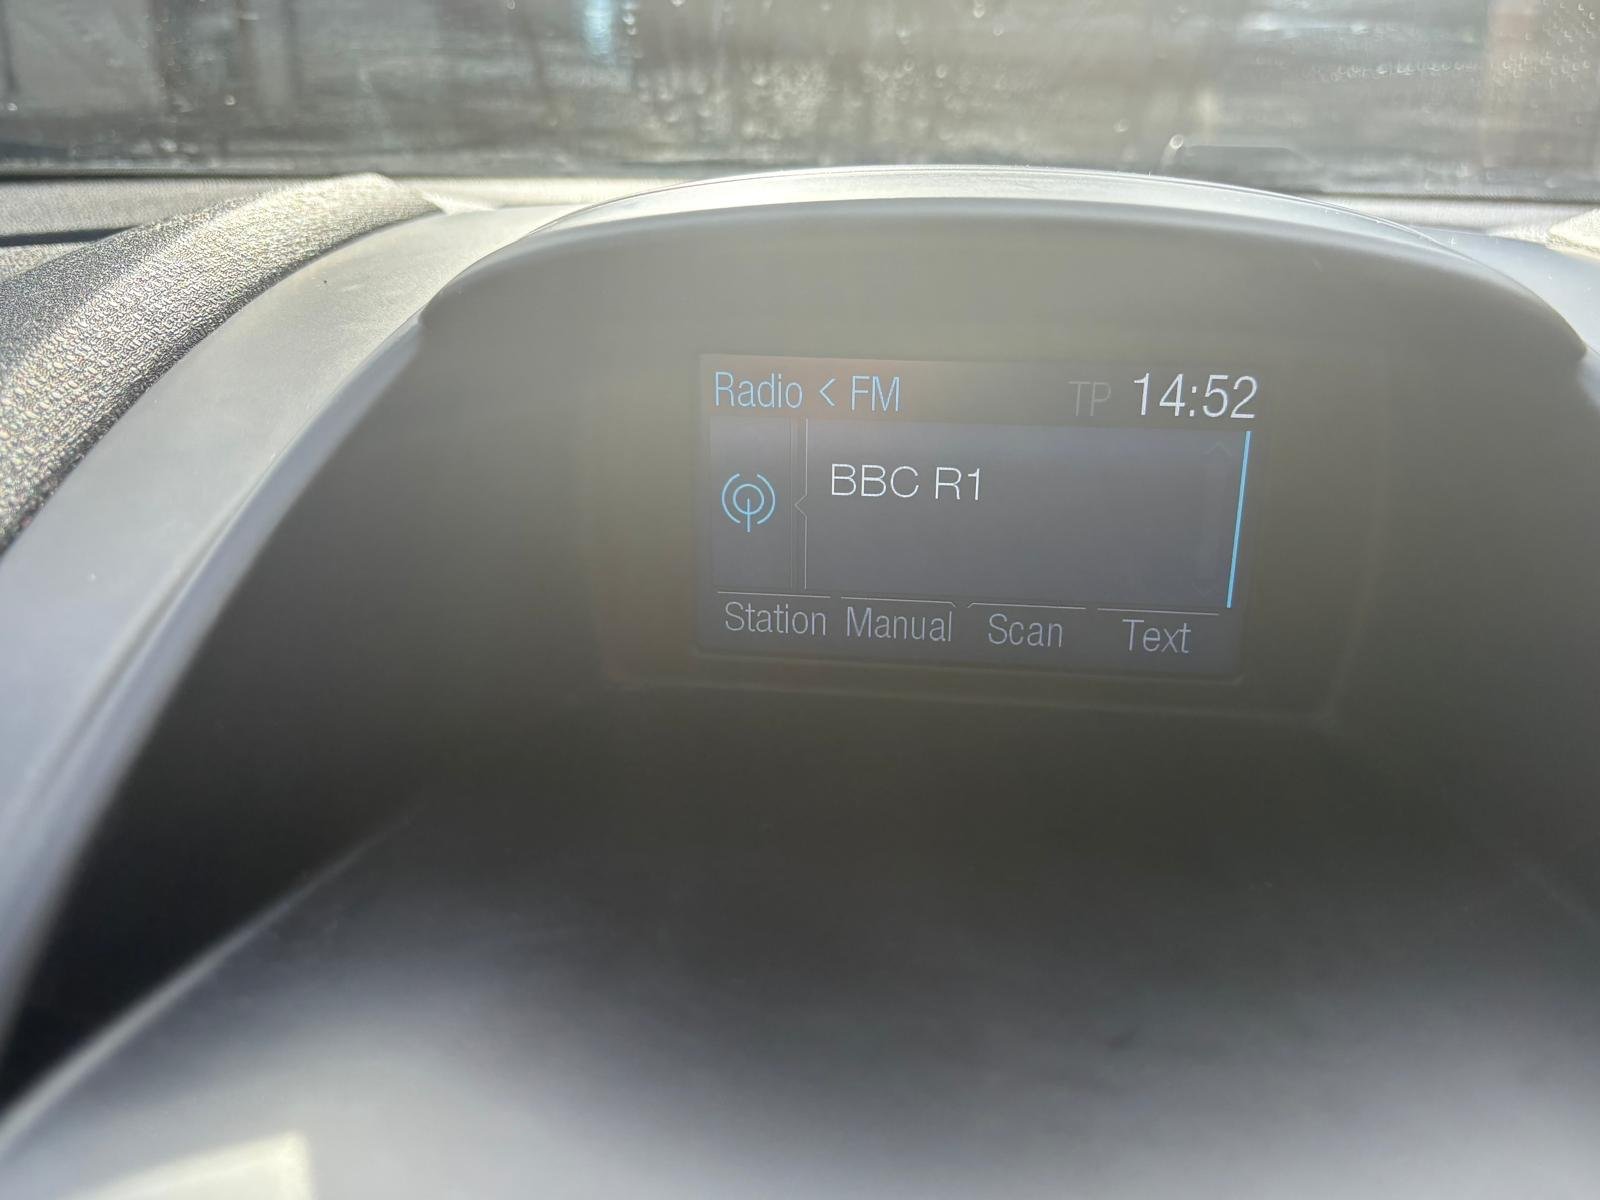 Radio < FM TP 14:52
BBC R1
Station Manual Scan Text